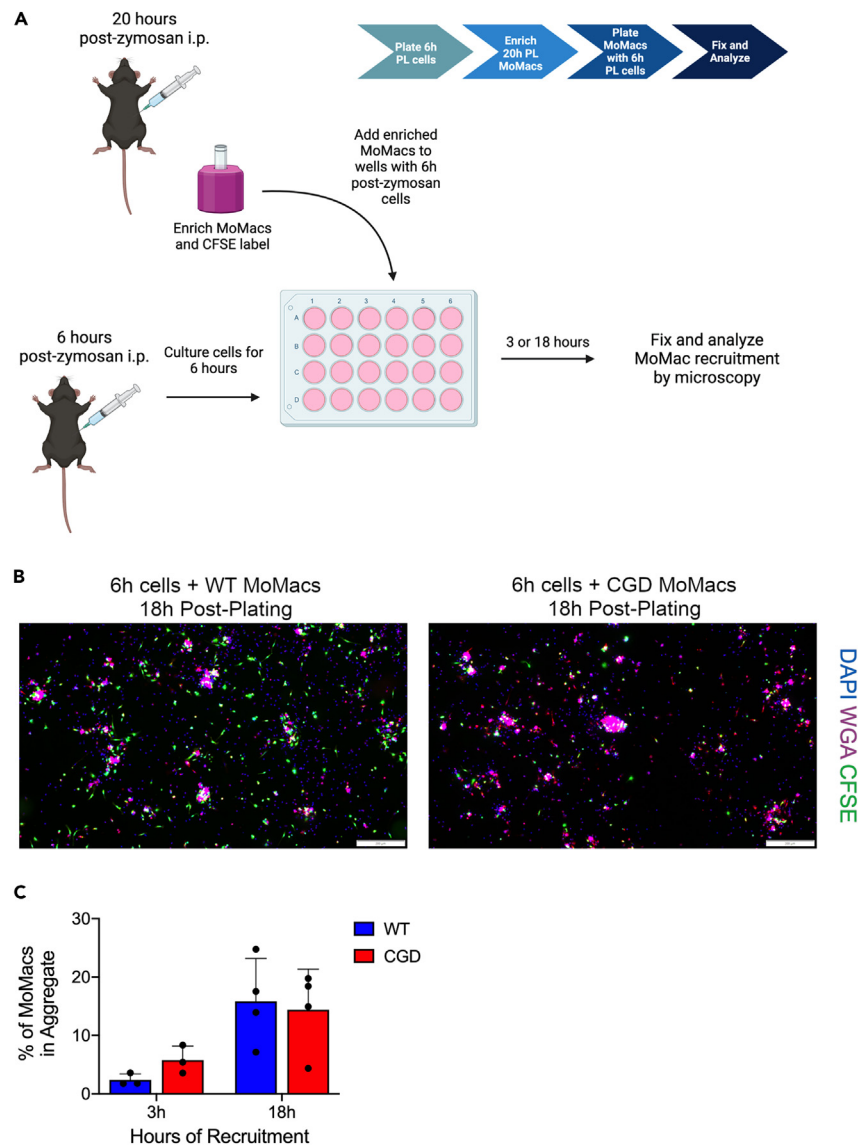 A
20 hours
post-zymosan i.p.
Plate 6h
PL cells
Enrich
20h PL
MoMacs
Plate
MoMacs
with 6h
PL cells
Fix and
Analyze
Add enriched
MoMacs to
wells with 6h
post-zymosan
cells
Enrich MoMacs
and CFSE label
6 hours
post-zymosan i.p.
Culture cells for
6 hours
1 2 3 4 5 6
A
B
C
D
3 or 18 hours
Fix and analyze
MoMac recruitment
by microscopy
B
6h cells + WT MoMacs
18h Post-Plating
6h cells + CGD MoMacs
18h Post-Plating
DAPI WGA CFSE
C
% of MoMacs
in Aggregate
30
20
10
0
3h
18h
Hours of Recruitment
WT
CGD